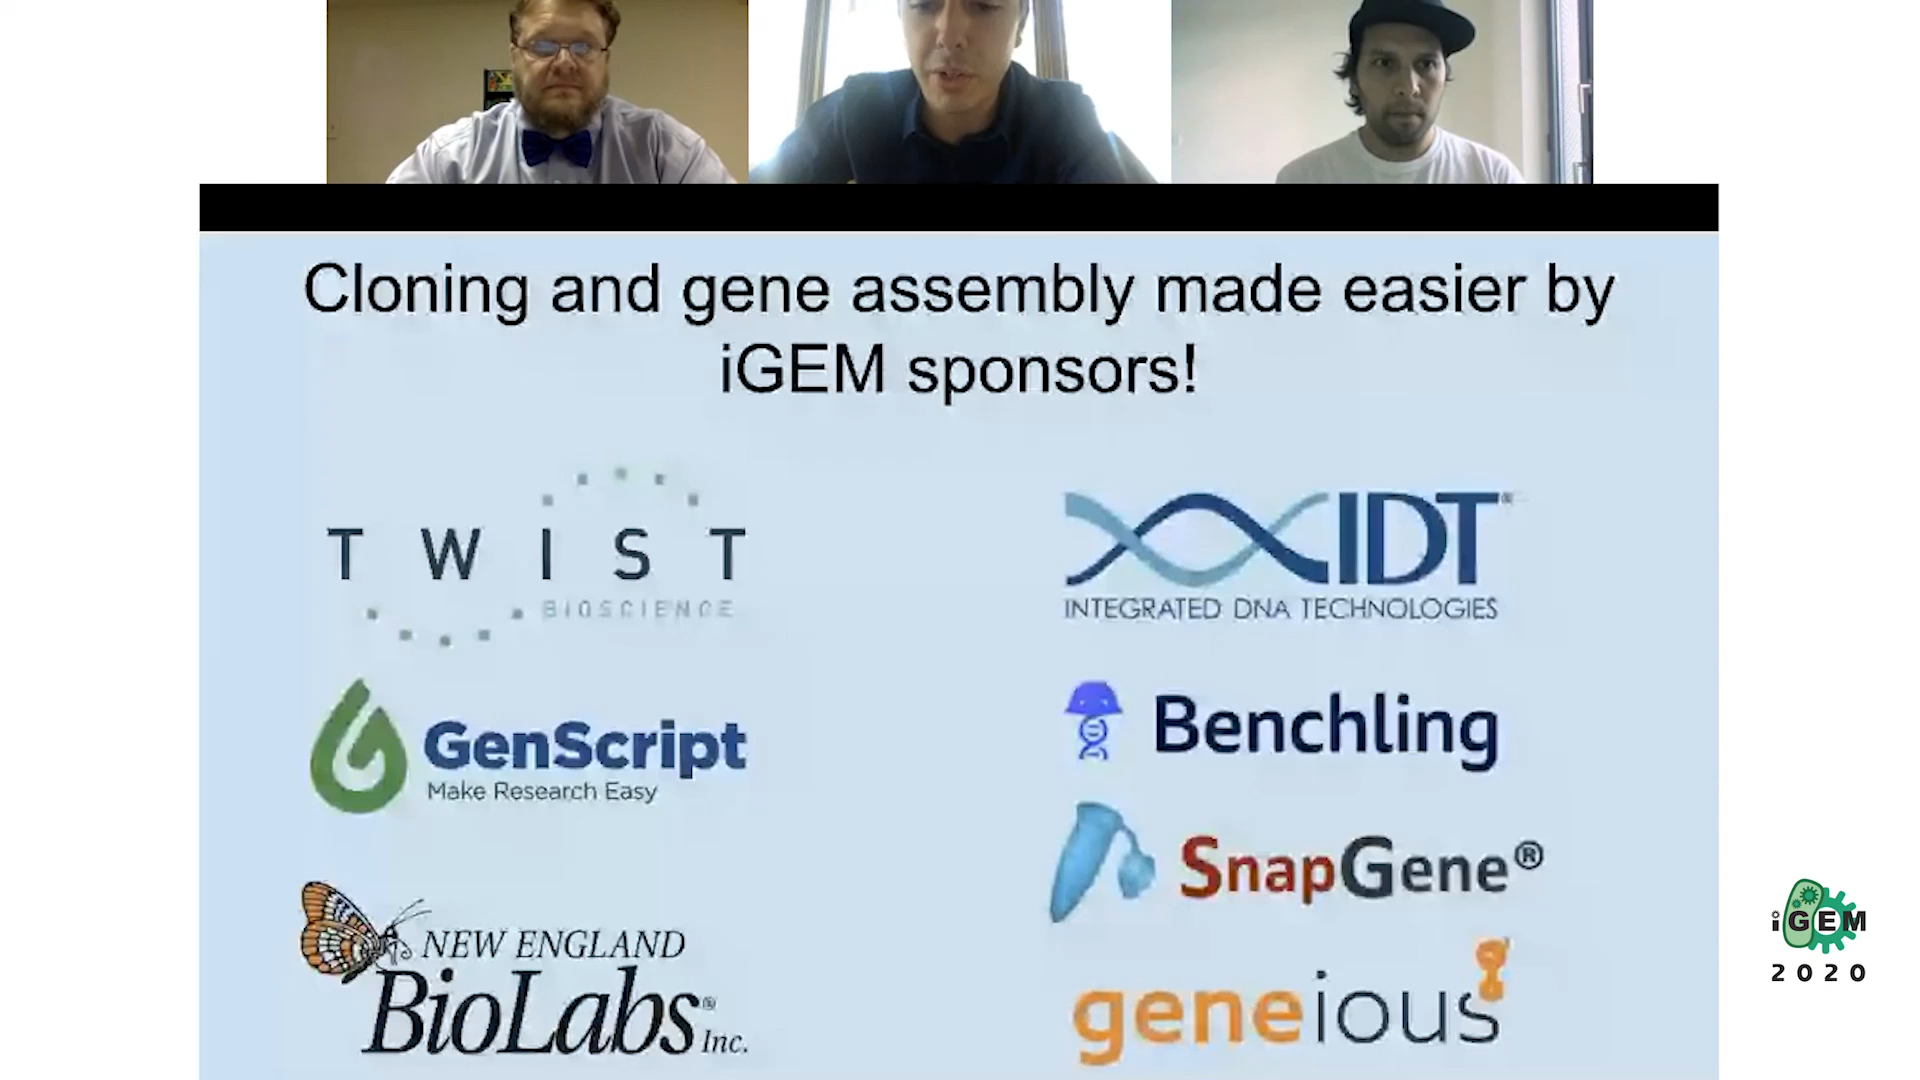 Cloning and gene assembly made easier by
iGEM sponsors!
TWIST
BIOSCIENCE
IDT®
INTEGRATED DNA TECHNOLOGIES
GenScript
Make Research Easy
Benchling
SnapGene®
NEW ENGLAND
BioLabs® Inc.
geneious
iGEM
2020